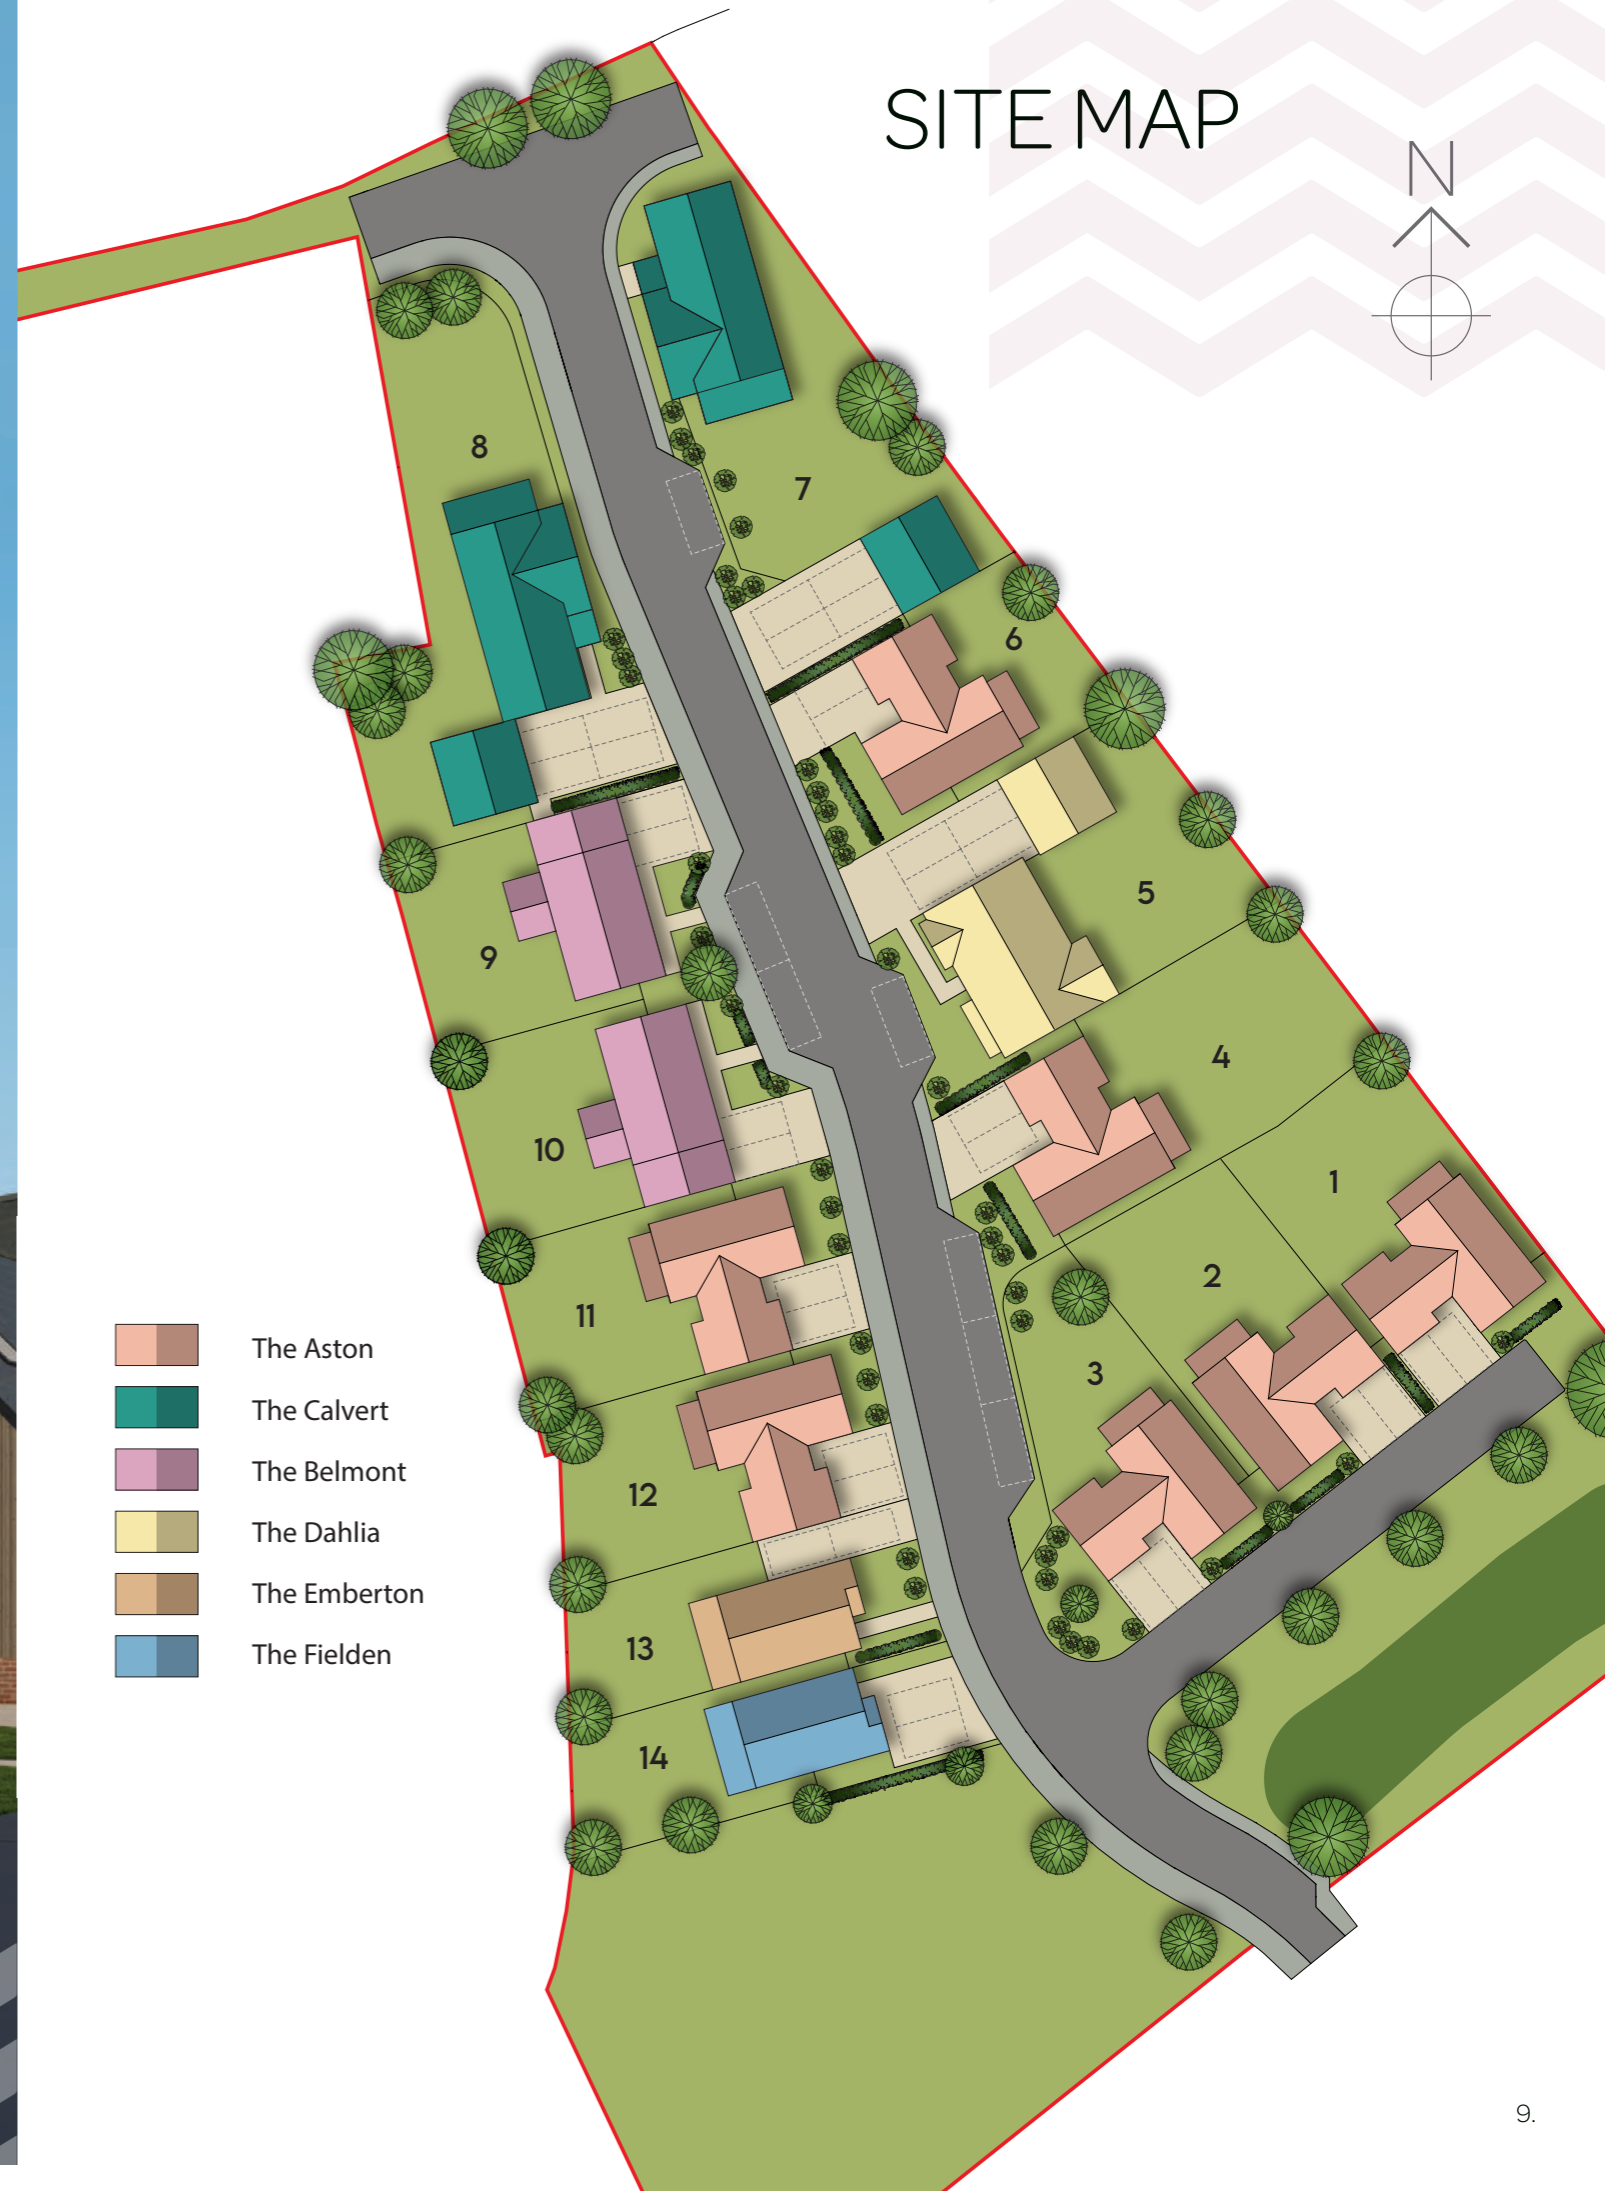 SITE MAP
N
8
7
6
5
9
4
10
1
2
11
3
12
13
14
The Aston
The Calvert
The Belmont
The Dahlia
The Emberton
The Fielden
9.